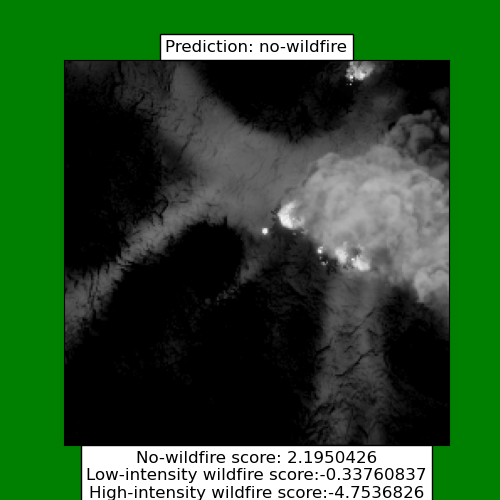 Prediction: no-wildfire
No-wildfire score: 2.1950426
Low-intensity wildfire score:-0.33760837
High-intensity wildfire score:-4.7536826